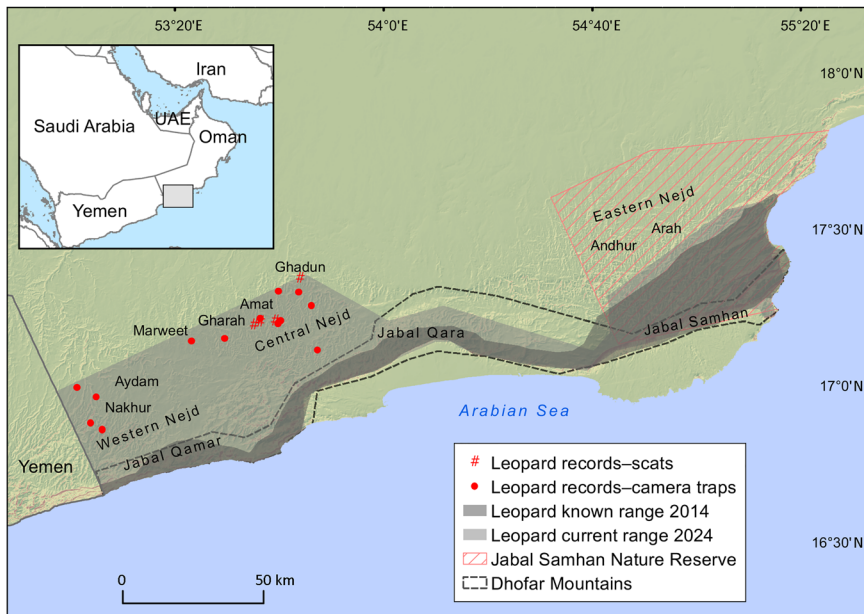 53°20'E 54°0'E 54°40'E 55°20'E
18°0'N
Iran
UAE
Saudi Arabia
Oman
Yemen
Eastern Nejd
Arah
17°30'N
Andhur
Ghadun
Amat
Marweet
Gharah
Central Nejd
Jabal Qara
Jabal Samhan
17°0'N
Aydam
Nakhur
Western Nejd
Arabian Sea
Jabal Qamar
Yemen
# Leopard records–scats
Leopard records–camera traps
Leopard known range 2014
Leopard current range 2024
Jabal Samhan Nature Reserve
Dhofar Mountains
16°30'N
0 50 km